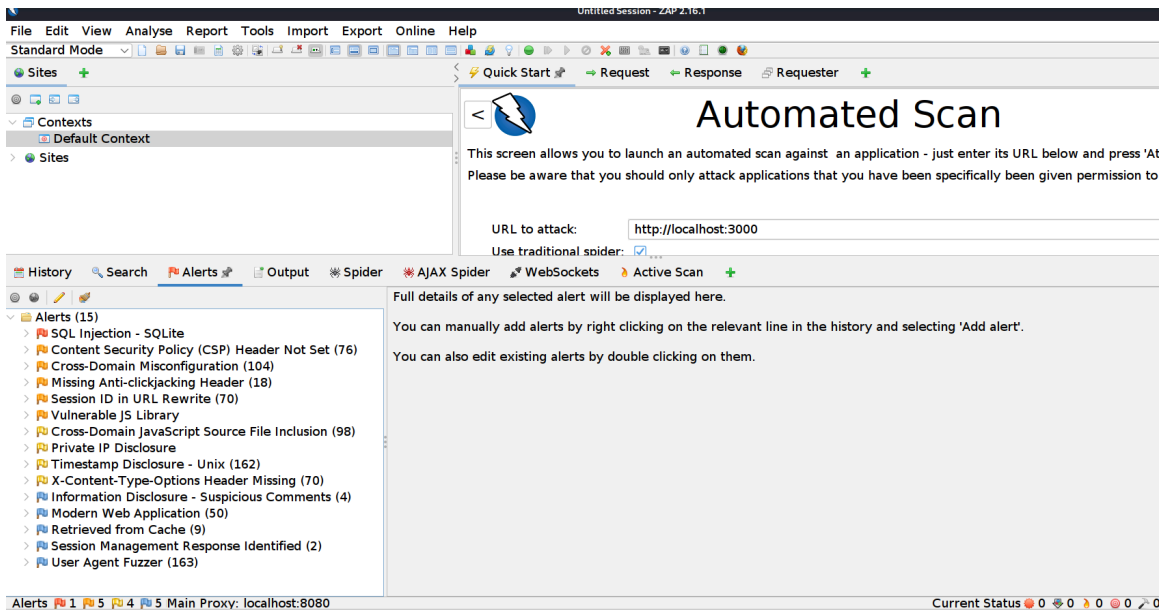 Untitled Session - ZAP 2.16.1
File Edit View Analyse Report Tools Import Export Online Help
Standard Mode
Sites
Quick Start Request Response Requester
Contexts
Default Context
Sites
<
Automated Scan
This screen allows you to launch an automated scan against an application - just enter its URL below and press 'At
Please be aware that you should only attack applications that you have been specifically been given permission to
URL to attack: http://localhost:3000
Use traditional spider:
History Search Alerts Output Spider AJAX Spider WebSockets Active Scan
Alerts (15)
SQL Injection - SQLite
Content Security Policy (CSP) Header Not Set (76)
Cross-Domain Misconfiguration (104)
Missing Anti-clickjacking Header (18)
Session ID in URL Rewrite (70)
Vulnerable JS Library
Cross-Domain JavaScript Source File Inclusion (98)
Private IP Disclosure
Timestamp Disclosure - Unix (162)
X-Content-Type-Options Header Missing (70)
Information Disclosure - Suspicious Comments (4)
Modern Web Application (50)
Retrieved from Cache (9)
Session Management Response Identified (2)
User Agent Fuzzer (163)
Full details of any selected alert will be displayed here.
You can manually add alerts by right clicking on the relevant line in the history and selecting 'Add alert'.
You can also edit existing alerts by double clicking on them.
Alerts 1 5 4 5 Main Proxy: localhost:8080
Current Status 0 0 0 0 0